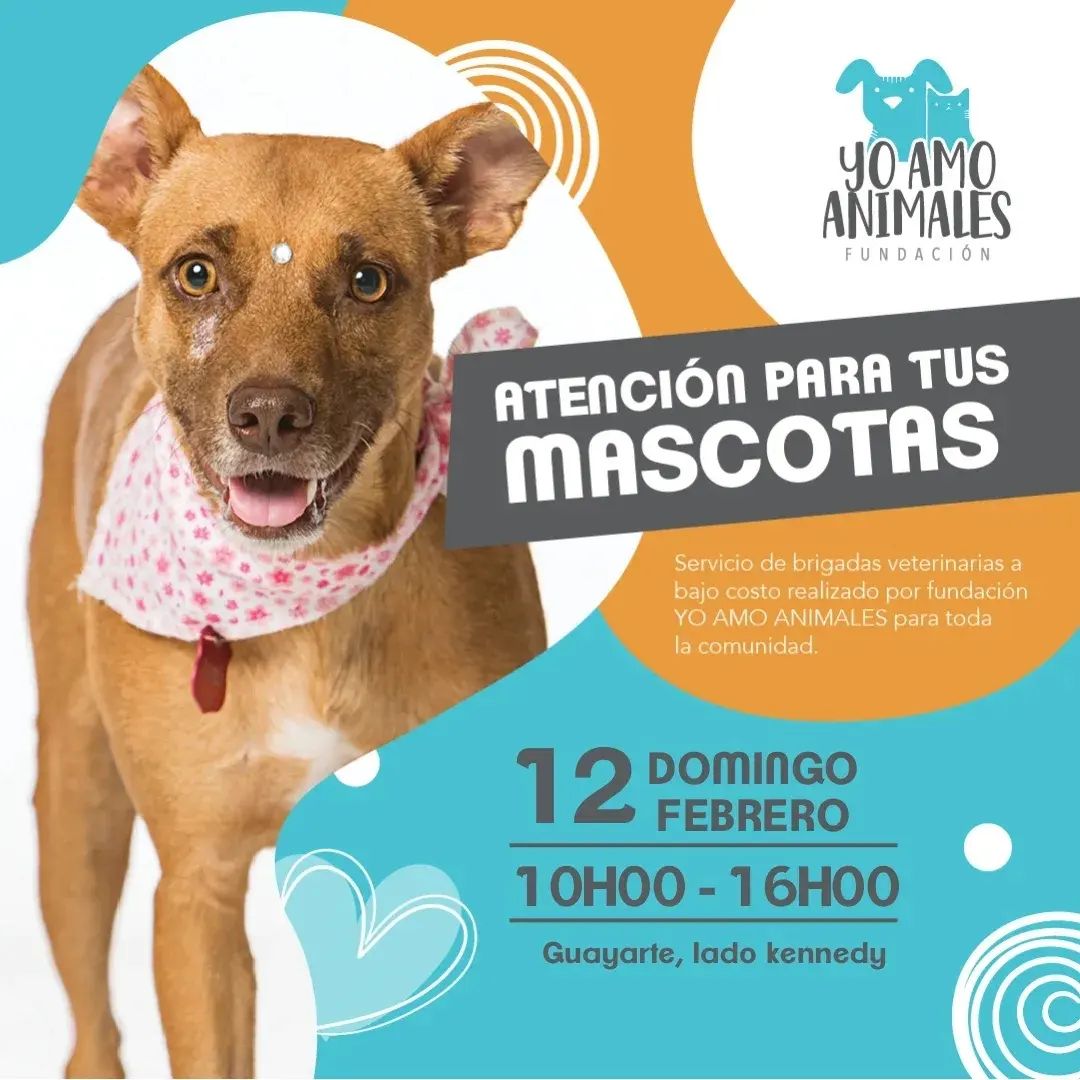 YO AMO
ANIMALES
FUNDACIÓN
ATENCIÓN PARA TUS
MASCOTAS
Servicio de brigadas veterinarias a
bajo costo realizado por fundación
YO AMO ANIMALES para toda
la comunidad.
12 DOMINGO
FEBRERO
10H00 - 16H00
Guayarte, lado kennedy